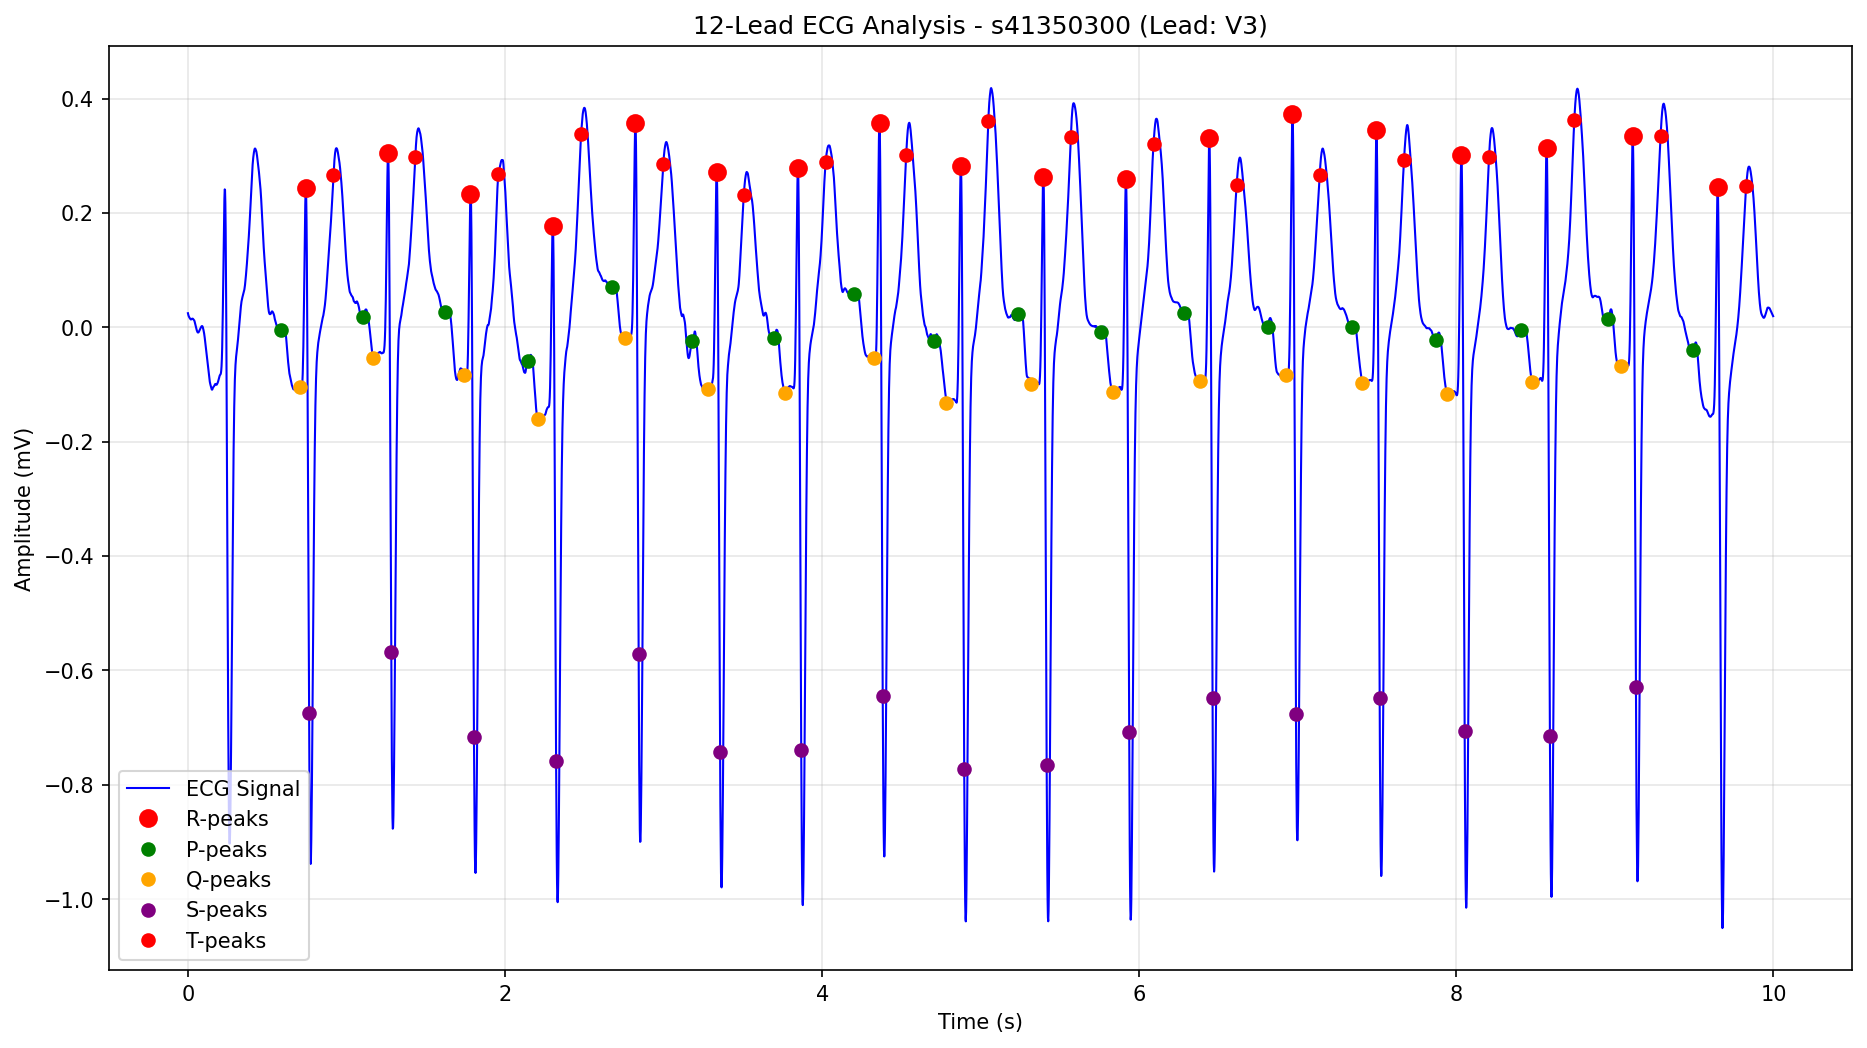 12-Lead ECG Analysis - s41350300 (Lead: V3)
Amplitude (mV)
0.4
0.2
0.0
−0.2
−0.4
−0.6
−0.8
−1.0
ECG Signal
R-peaks
P-peaks
Q-peaks
S-peaks
T-peaks
0 2 4 6 8 10
Time (s)